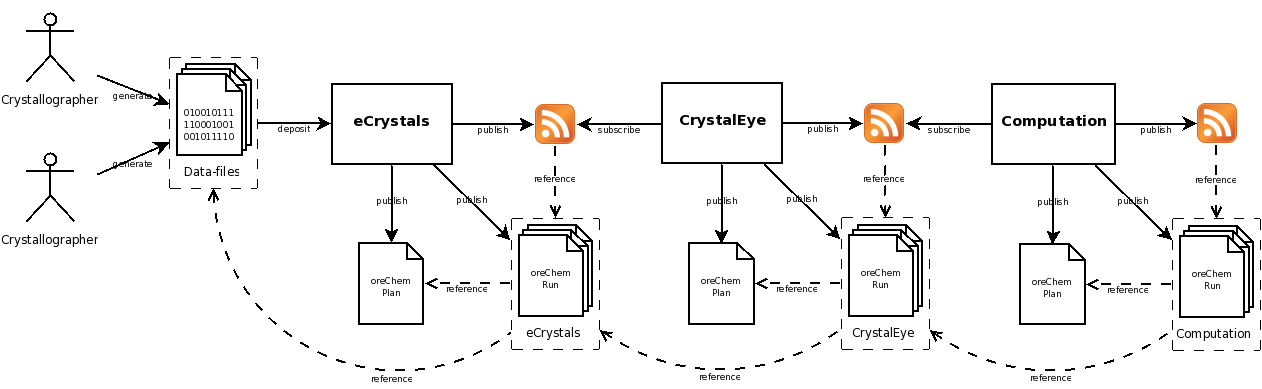 Crystallographer
generate
Crystallographer
generate
010010111
110001001
001011110
Data-files
deposit
eCrystals
publish
publish
publish
reference
oreChem
Plan
reference
oreChem
Run
eCrystals
reference
subscribe
CrystalEye
publish
publish
publish
reference
oreChem
Plan
reference
oreChem
Run
CrystalEye
reference
subscribe
Computation
publish
publish
publish
reference
oreChem
Plan
reference
oreChem
Run
Computation
reference